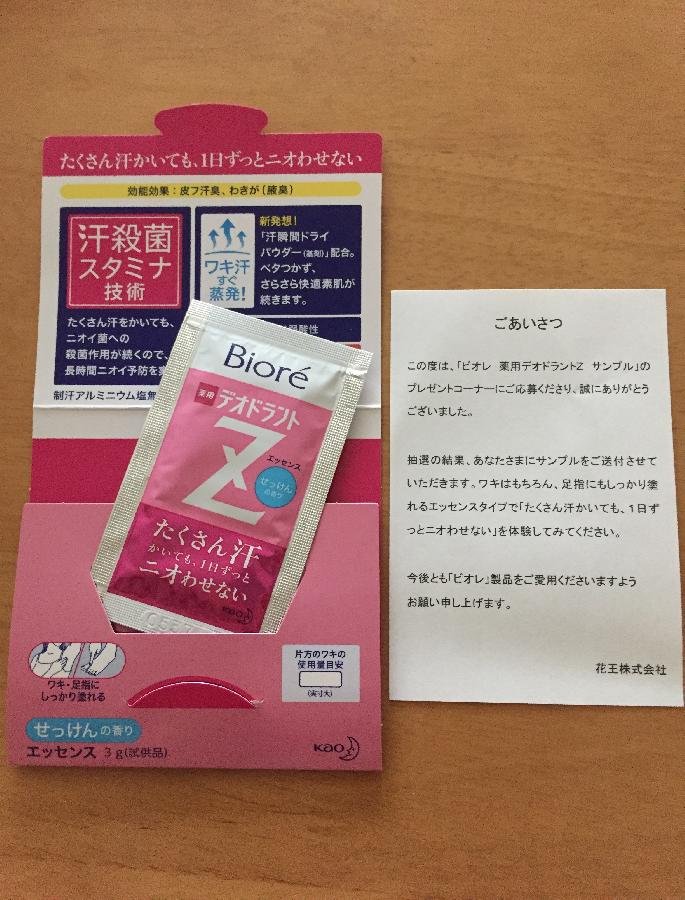 たくさん汗かいても、1日ずっとニオわせない
効能効果：皮フ汗臭、わきが（腋臭）
汗殺菌
スタミナ
技術
たくさん汗をかいても、
ニオイ菌への
殺菌作用が続くので、
長時間ニオイ予防を
制汗アルミニウム塩無
ワキ汗
すぐ
蒸発!
新発想!
「汗瞬間ドライ
パウダー（基剤）」配合。
ベタつかず、
さらさら快適素肌が
続きます。
弱酸性
Bioré
薬用
デオドラント
Z
エッセンス
せっけん
の香り
たくさん汗
かいても、1日ずっと
ニオわせない
Kao
ワキ・足指に
しっかり塗れる
片方のワキの
使用量目安
（実寸大）
せっけんの香り
エッセンス 3g（試供品）
Kao
ごあいさつ
この度は、「ビオレ 薬用デオドラントZ サンプル」の
プレゼントコーナーにご応募くださり、誠にありがとう
ございました。
抽選の結果、あなたさまにサンプルをご送付させて
いただきます。ワキはもちろん、足指にもしっかり塗
れるエッセンスタイプで「たくさん汗かいても、1日ず
っとニオわせない」を体験してみてください。
今後とも「ビオレ」製品をご愛用くださいますよう
お願い申し上げます。
花王株式会社